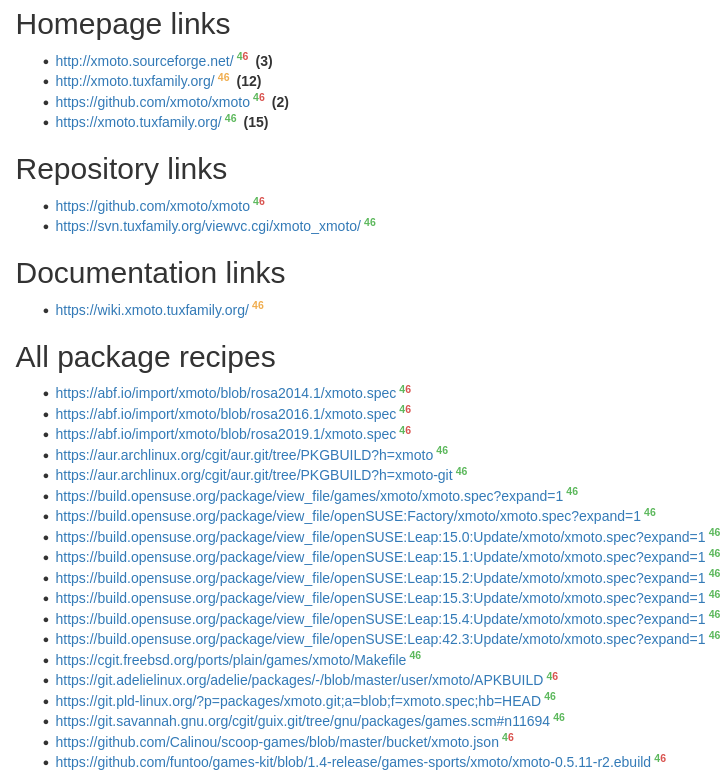 Homepage links
• http://xmoto.sourceforge.net/ 46 (3)
• http://xmoto.tuxfamily.org/ 46 (12)
• https://github.com/xmoto/xmoto 46 (2)
• https://xmoto.tuxfamily.org/ 46 (15)
Repository links
• https://github.com/xmoto/xmoto 46
• https://svn.tuxfamily.org/viewvc.cgi/xmoto_xmoto/ 46
Documentation links
• https://wiki.xmoto.tuxfamily.org/ 46
All package recipes
• https://abf.io/import/xmoto/blob/rosa2014.1/xmoto.spec 46
• https://abf.io/import/xmoto/blob/rosa2016.1/xmoto.spec 46
• https://abf.io/import/xmoto/blob/rosa2019.1/xmoto.spec 46
• https://aur.archlinux.org/cgit/aur.git/tree/PKGBUILD?h=xmoto 46
• https://aur.archlinux.org/cgit/aur.git/tree/PKGBUILD?h=xmoto-git 46
• https://build.opensuse.org/package/view_file/games/xmoto/xmoto.spec?expand=1 46
• https://build.opensuse.org/package/view_file/openSUSE:Factory/xmoto/xmoto.spec?expand=1 46
• https://build.opensuse.org/package/view_file/openSUSE:Leap:15.0:Update/xmoto/xmoto.spec?expand=1 46
• https://build.opensuse.org/package/view_file/openSUSE:Leap:15.1:Update/xmoto/xmoto.spec?expand=1 46
• https://build.opensuse.org/package/view_file/openSUSE:Leap:15.2:Update/xmoto/xmoto.spec?expand=1 46
• https://build.opensuse.org/package/view_file/openSUSE:Leap:15.3:Update/xmoto/xmoto.spec?expand=1 46
• https://build.opensuse.org/package/view_file/openSUSE:Leap:15.4:Update/xmoto/xmoto.spec?expand=1 46
• https://build.opensuse.org/package/view_file/openSUSE:Leap:42.3:Update/xmoto/xmoto.spec?expand=1 46
• https://cgit.freebsd.org/ports/plain/games/xmoto/Makefile 46
• https://git.adelielinux.org/adelie/packages/-/blob/master/user/xmoto/APKBUILD 46
• https://git.pld-linux.org/?p=packages/xmoto.git;a=blob;f=xmoto.spec;hb=HEAD 46
• https://git.savannah.gnu.org/cgit/guix.git/tree/gnu/packages/games.scm#n11694 46
• https://github.com/Calinou/scoop-games/blob/master/bucket/xmoto.json 46
• https://github.com/funtoo/games-kit/blob/1.4-release/games-sports/xmoto/xmoto-0.5.11-r2.ebuild 46